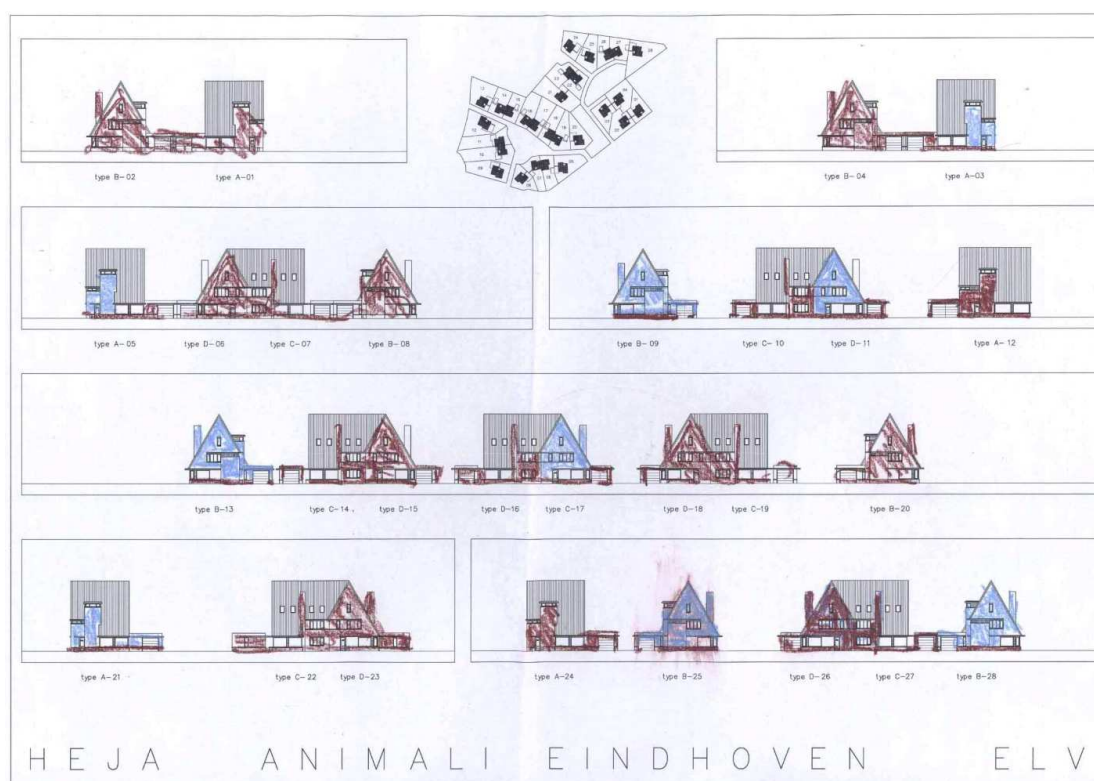 type B-02 type A-01
type B-04 type A-03
type A-05 type D-06 type C-07 type B-08
type B-09 type C-10 type D-11 type A-12
type B-13 type C-14. type D-15 type D-16 type C-17 type D-18 type C-19 type B-20
type A-21 type C-22 type D-23
type A-24 type B-25 type D-26 type C-27 type B-28
HEJA ANIMALI EINDHOVEN ELV